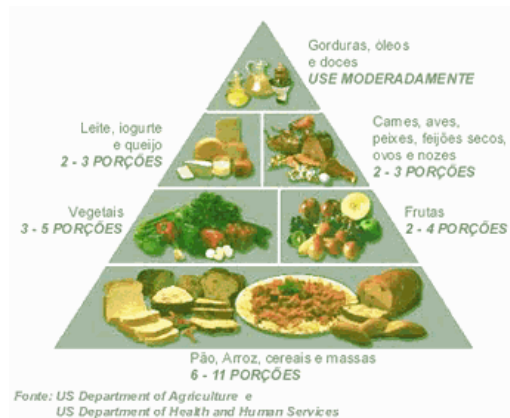 Gorduras, óleos
e doces
USE MODERADAMENTE
Leite, iogurte
e queijo
2 - 3 PORÇÕES
Carnes, aves,
peixes, feijões secos,
ovos e nozes
2 - 3 PORÇÕES
Vegetais
3 - 5 PORÇÕES
Frutas
2 - 4 PORÇÕES
Pão, Arroz, cereais e massas
6 - 11 PORÇÕES
Fonte: US Department of Agriculture e
US Department of Health and Human Services